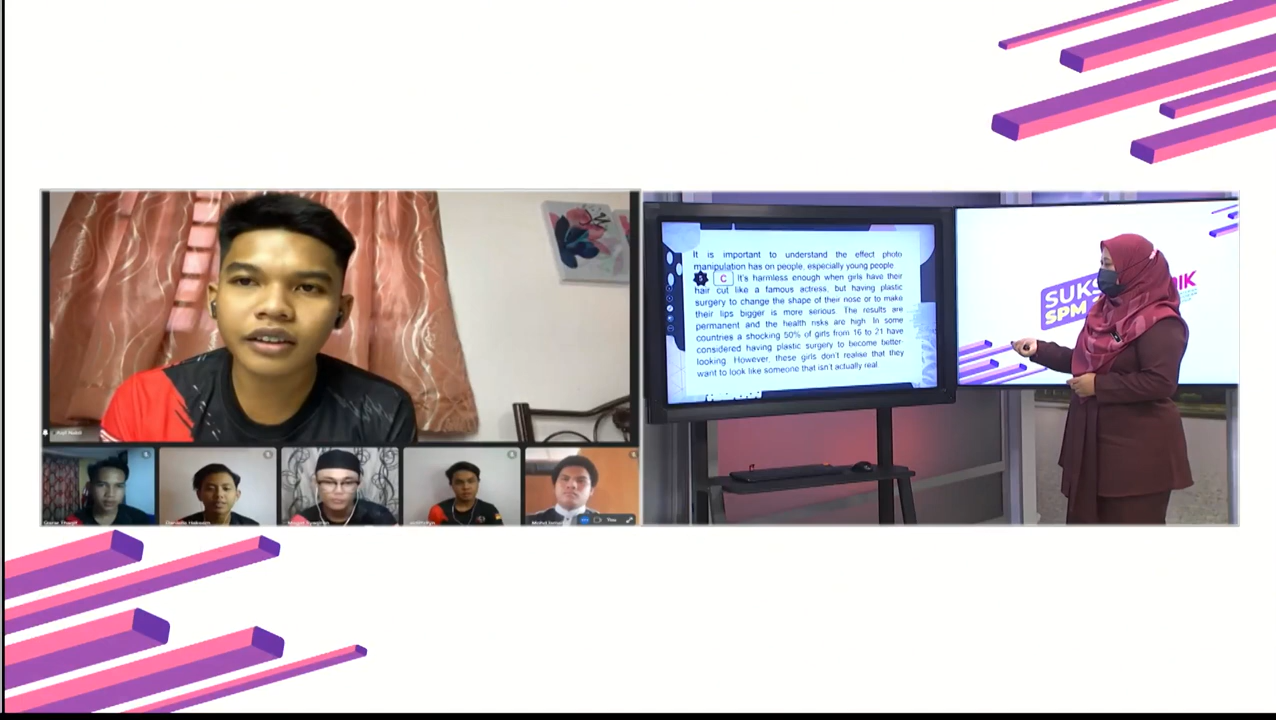 It is important to understand the effect photo
manipulation has on people, especially young people
C It's harmless enough when girls have their
hair cut like a famous actress, but having plastic
surgery to change the shape of their nose or to make
their lips bigger is more serious. The results are
permanent and the health risks are high. In some
countries a shocking 50% of girls from 16 to 21 have
considered having plastic surgery to become better-
looking. However, these girls don't realise that they
want to look like someone that isn't actually real.
SUKS
IK
SPM